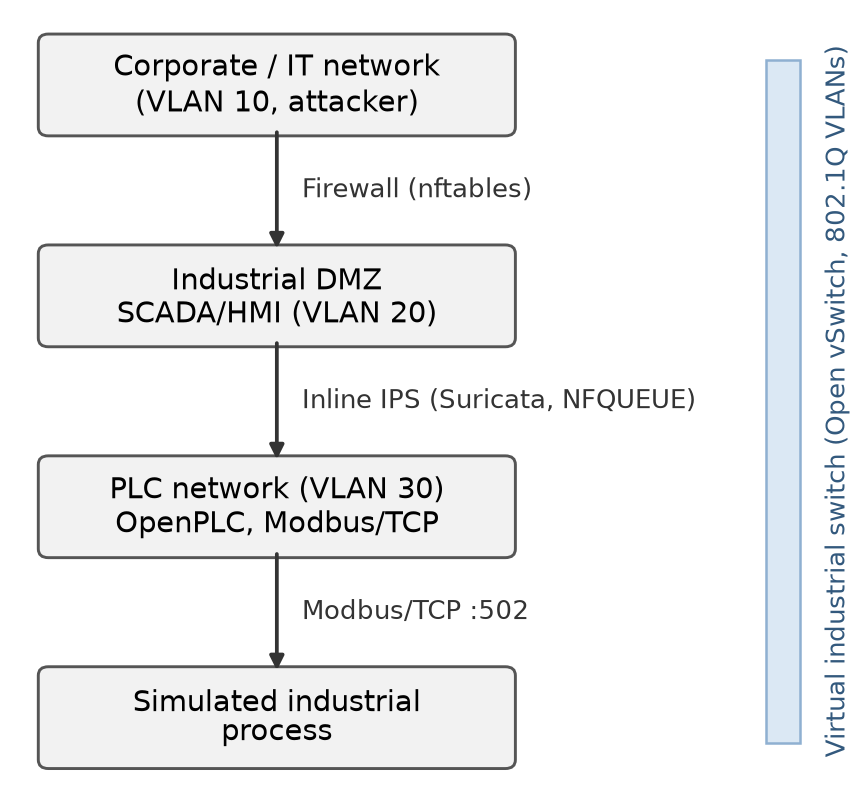 Corporate / IT network
(VLAN 10, attacker)
Firewall (nftables)
Industrial DMZ
SCADA/HMI (VLAN 20)
Inline IPS (Suricata, NFQUEUE)
PLC network (VLAN 30)
OpenPLC, Modbus/TCP
Modbus/TCP :502
Simulated industrial
process
Virtual industrial switch (Open vSwitch, 802.1Q VLANs)